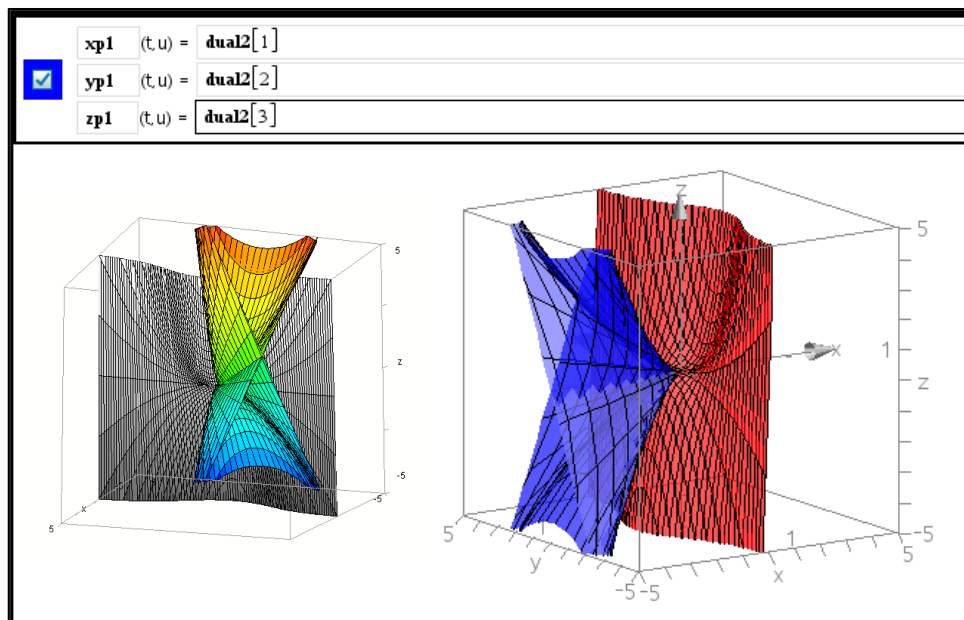 xp1 (t,u) = dual2[1]
yp1 (t,u) = dual2[2]
zp1 (t,u) = dual2[3]
z
5
5
x
1
z
z
x
-5
-5
5
5
y
1
-5
5
-5
-5
x